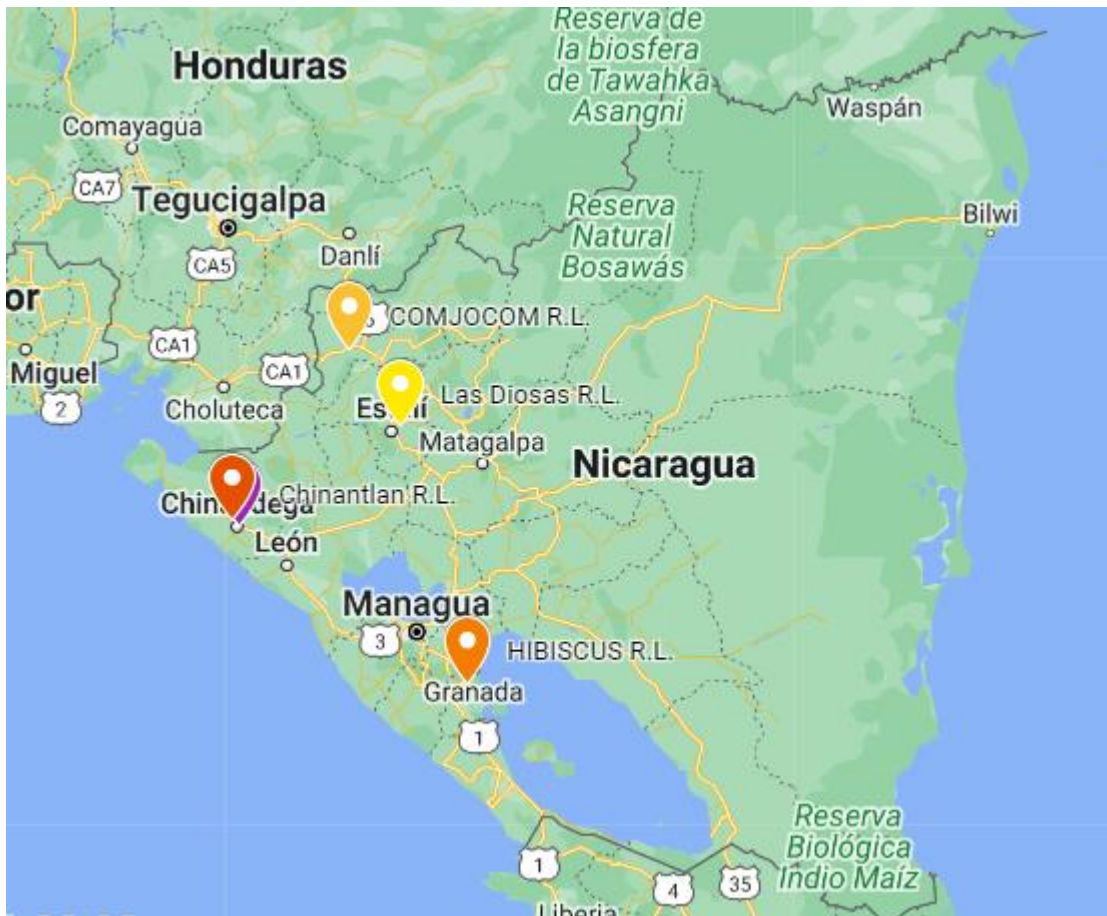 Reserva de
la biosfera
de Tawahka
Asangni
Honduras
Waspán
Comayagua
CA7
Tegucigalpa
Reserva
Natural
Bosawás
Bilwi
Danlí
CA5
or
COMJOCOM R.L.
CA1
Miguel
CA1
2
Choluteca
Las Diosas R.L.
Matagalpa
Nicaragua
Chinantlan R.L.
León
Managua
3
HIBISCUS R.L.
Granada
1
Reserva
Biológica
Indio Maíz
1
4
35
Liberia